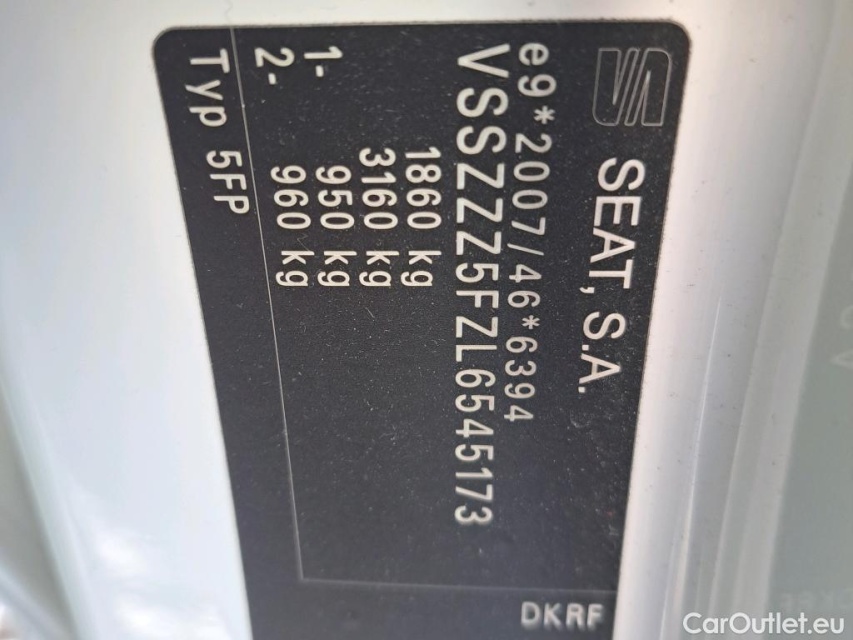 SEAT, S.A.
e9*2007/46*6394
VSSZZZ5FZL6545173
1860 kg
3160 kg
1- 950 kg
2- 960 kg
Typ 5FP
DKRF
CarOutlet.eu